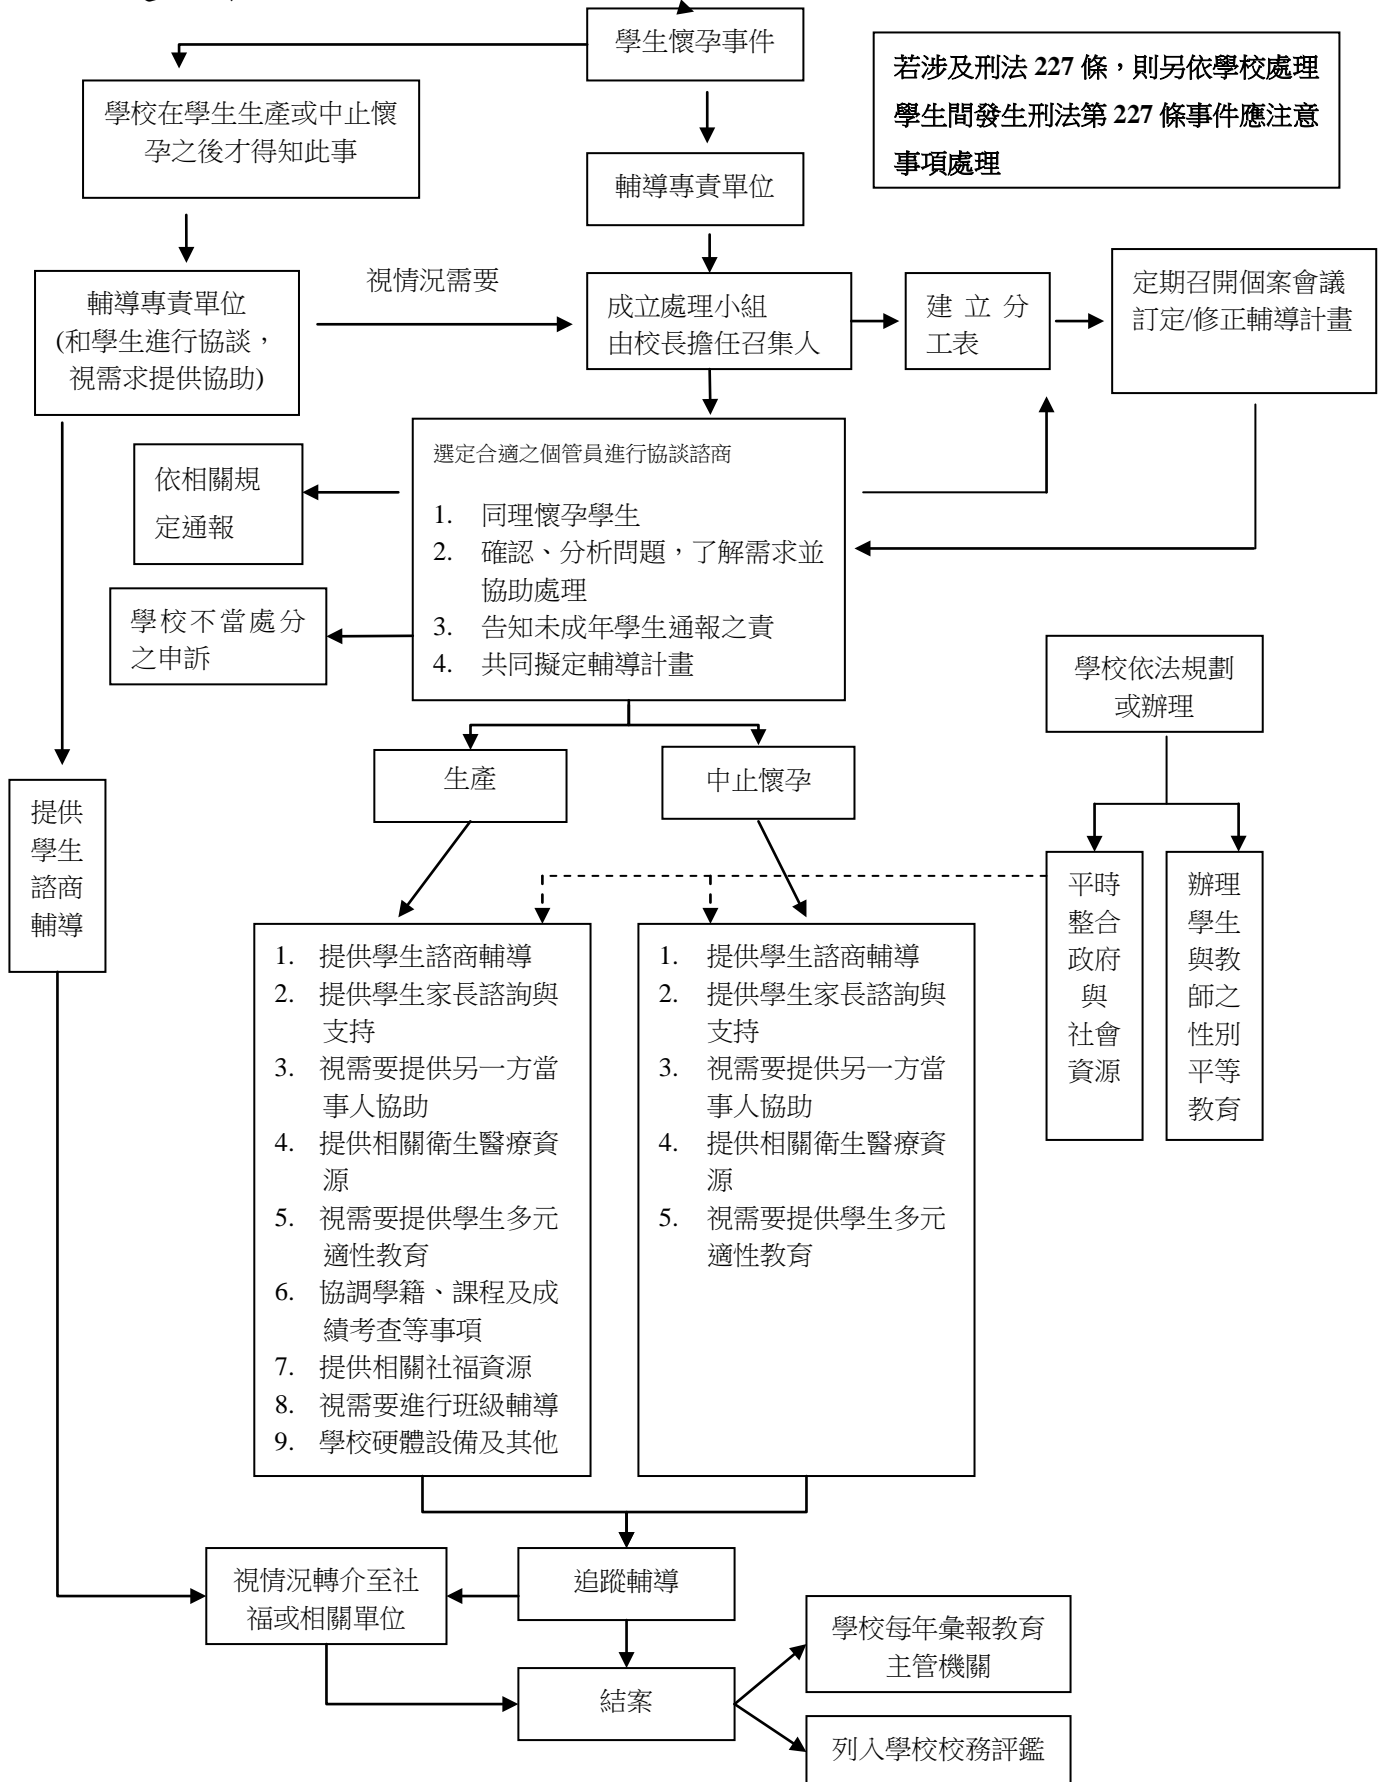 學生懷孕事件
若涉及刑法 227 條，則另依學校處理
學生間發生刑法第 227 條事件應注意
事項處理
學校在學生生產或中止懷
孕之後才得知此事
輔導專責單位
輔導專責單位
(和學生進行協談，
視需求提供協助)
視情況需要
成立處理小組
由校長擔任召集人
建 立 分
工表
定期召開個案會議
訂定/修正輔導計畫
選定合適之個管員進行協談諮商
1. 同理懷孕學生
2. 確認、分析問題，了解需求並
協助處理
3. 告知未成年學生通報之責
4. 共同擬定輔導計畫
依相關規
定通報
學校不當處分
之申訴
學校依法規劃
或辦理
生產
中止懷孕
提供
學生
諮商
輔導
平時
整合
政府
與
社會
資源
辦理
學生
與教
師之
性別
平等
教育
1. 提供學生諮商輔導
2. 提供學生家長諮詢與
支持
3. 視需要提供另一方當
事人協助
4. 提供相關衛生醫療資
源
5. 視需要提供學生多元
適性教育
6. 協調學籍、課程及成
績考查等事項
7. 提供相關社福資源
8. 視需要進行班級輔導
9. 學校硬體設備及其他
1. 提供學生諮商輔導
2. 提供學生家長諮詢與
支持
3. 視需要提供另一方當
事人協助
4. 提供相關衛生醫療資
源
5. 視需要提供學生多元
適性教育
視情況轉介至社
福或相關單位
追蹤輔導
結案
學校每年彙報教育
主管機關
列入學校校務評鑑